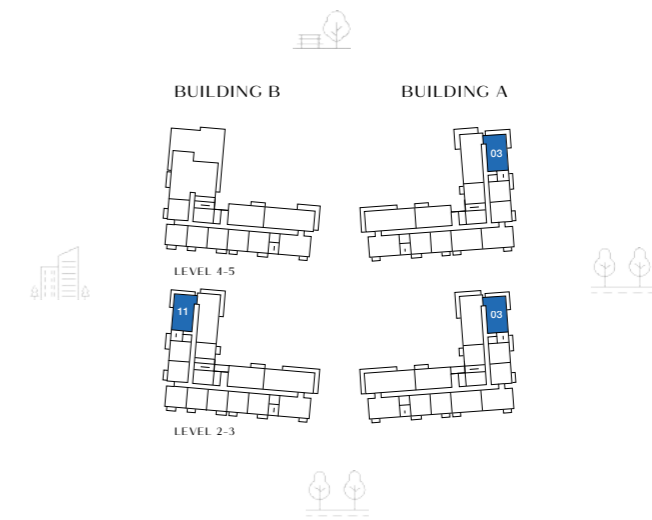 BUILDING B
BUILDING A
03
LEVEL 4-5
11
03
LEVEL 2-3